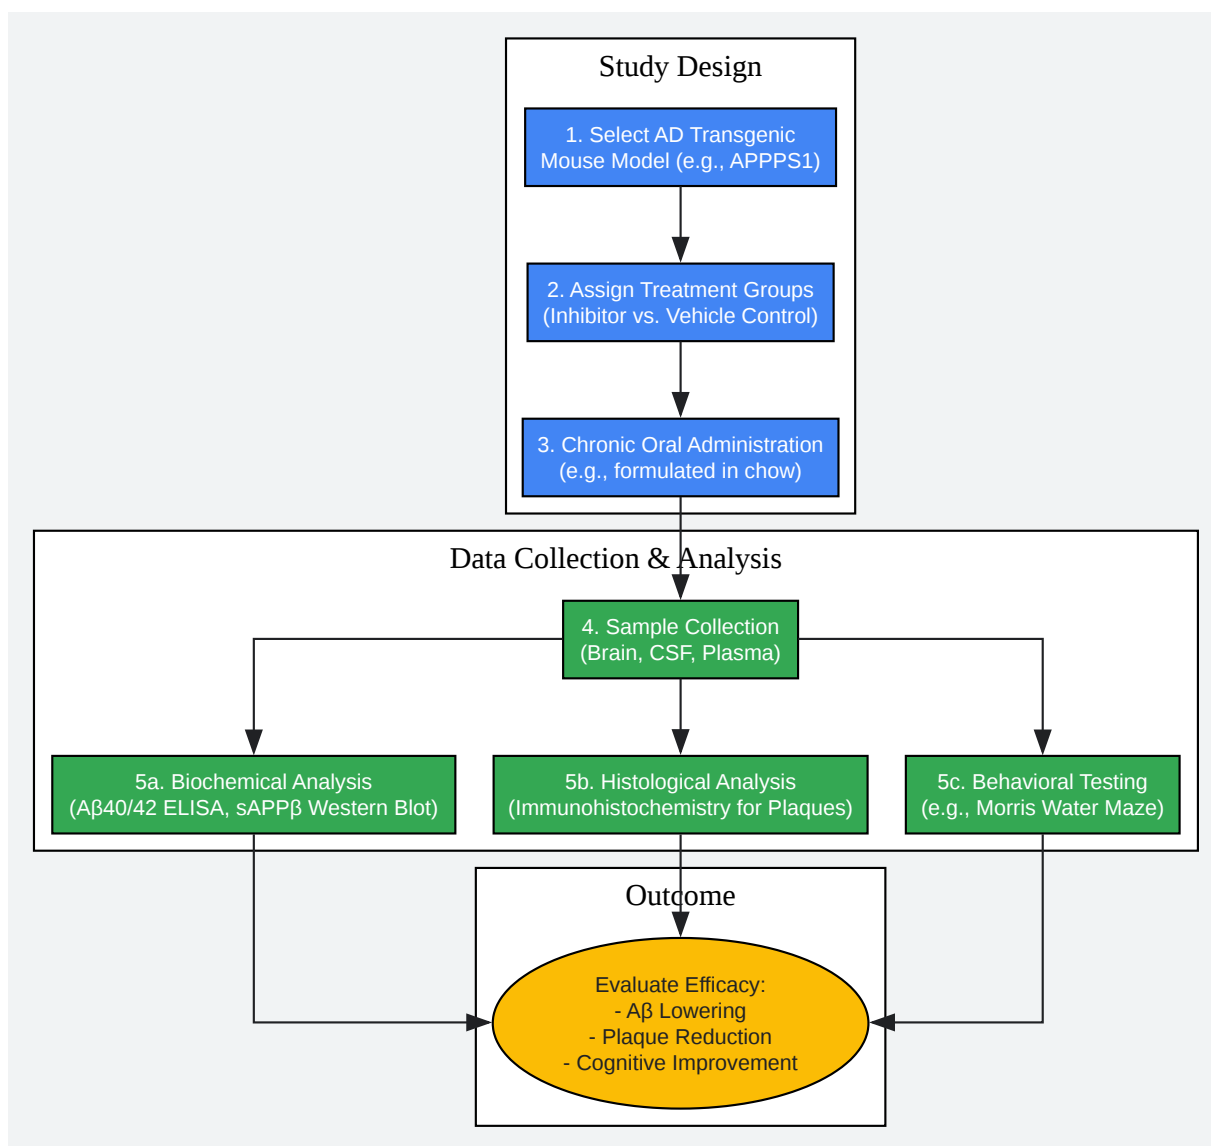 Study Design
1. Select AD Transgenic
Mouse Model (e.g., APPPS1)
2. Assign Treatment Groups
(Inhibitor vs. Vehicle Control)
3. Chronic Oral Administration
(e.g., formulated in chow)
Data Collection & Analysis
4. Sample Collection
(Brain, CSF, Plasma)
5a. Biochemical Analysis
(Aβ40/42 ELISA, sAPPβ Western Blot)
5b. Histological Analysis
(Immunohistochemistry for Plaques)
5c. Behavioral Testing
(e.g., Morris Water Maze)
Outcome
Evaluate Efficacy:
- Aβ Lowering
- Plaque Reduction
- Cognitive Improvement